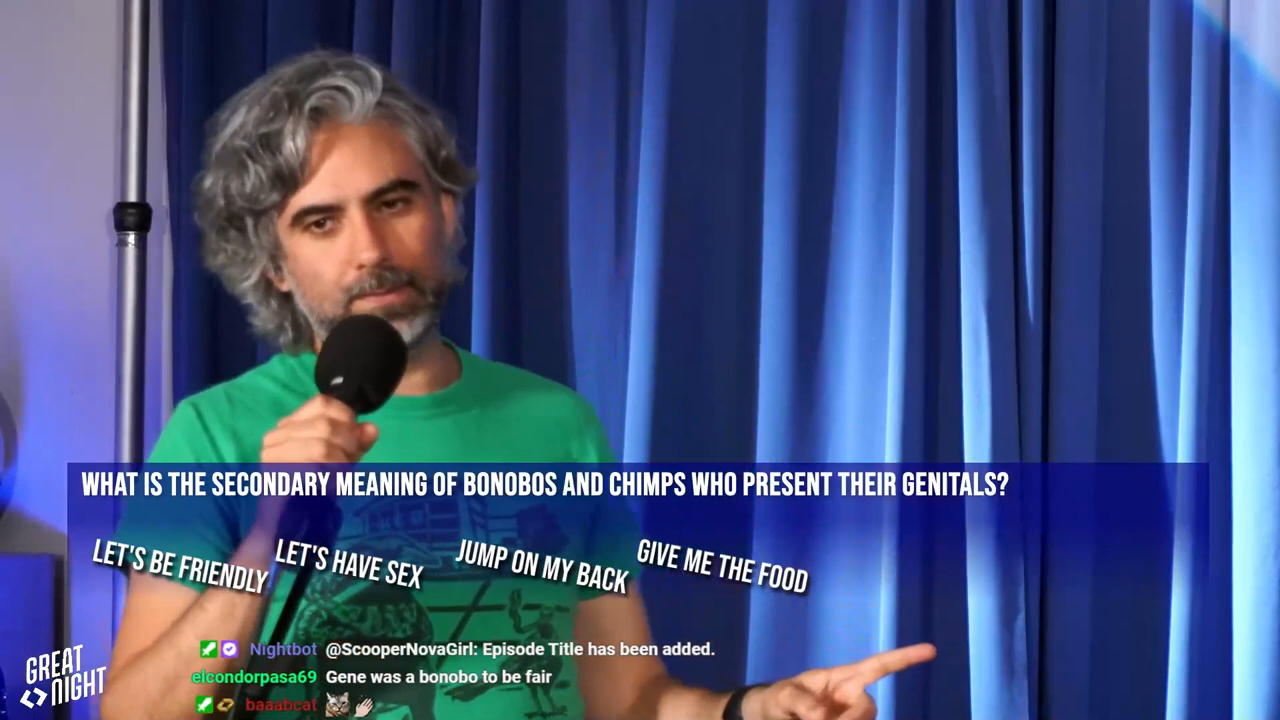 WHAT IS THE SECONDARY MEANING OF BONOBOS AND CHIMPS WHO PRESENT THEIR GENITALS?
LET'S BE FRIENDLY
LET'S HAVE SEX
JUMP ON MY BACK
GIVE ME THE FOOD
Nightbot @ScooperNovaGirl: Episode Title has been added.
elcondorpasa69 Gene was a bonobo to be fair
baaabcat
GREAT
NIGHT